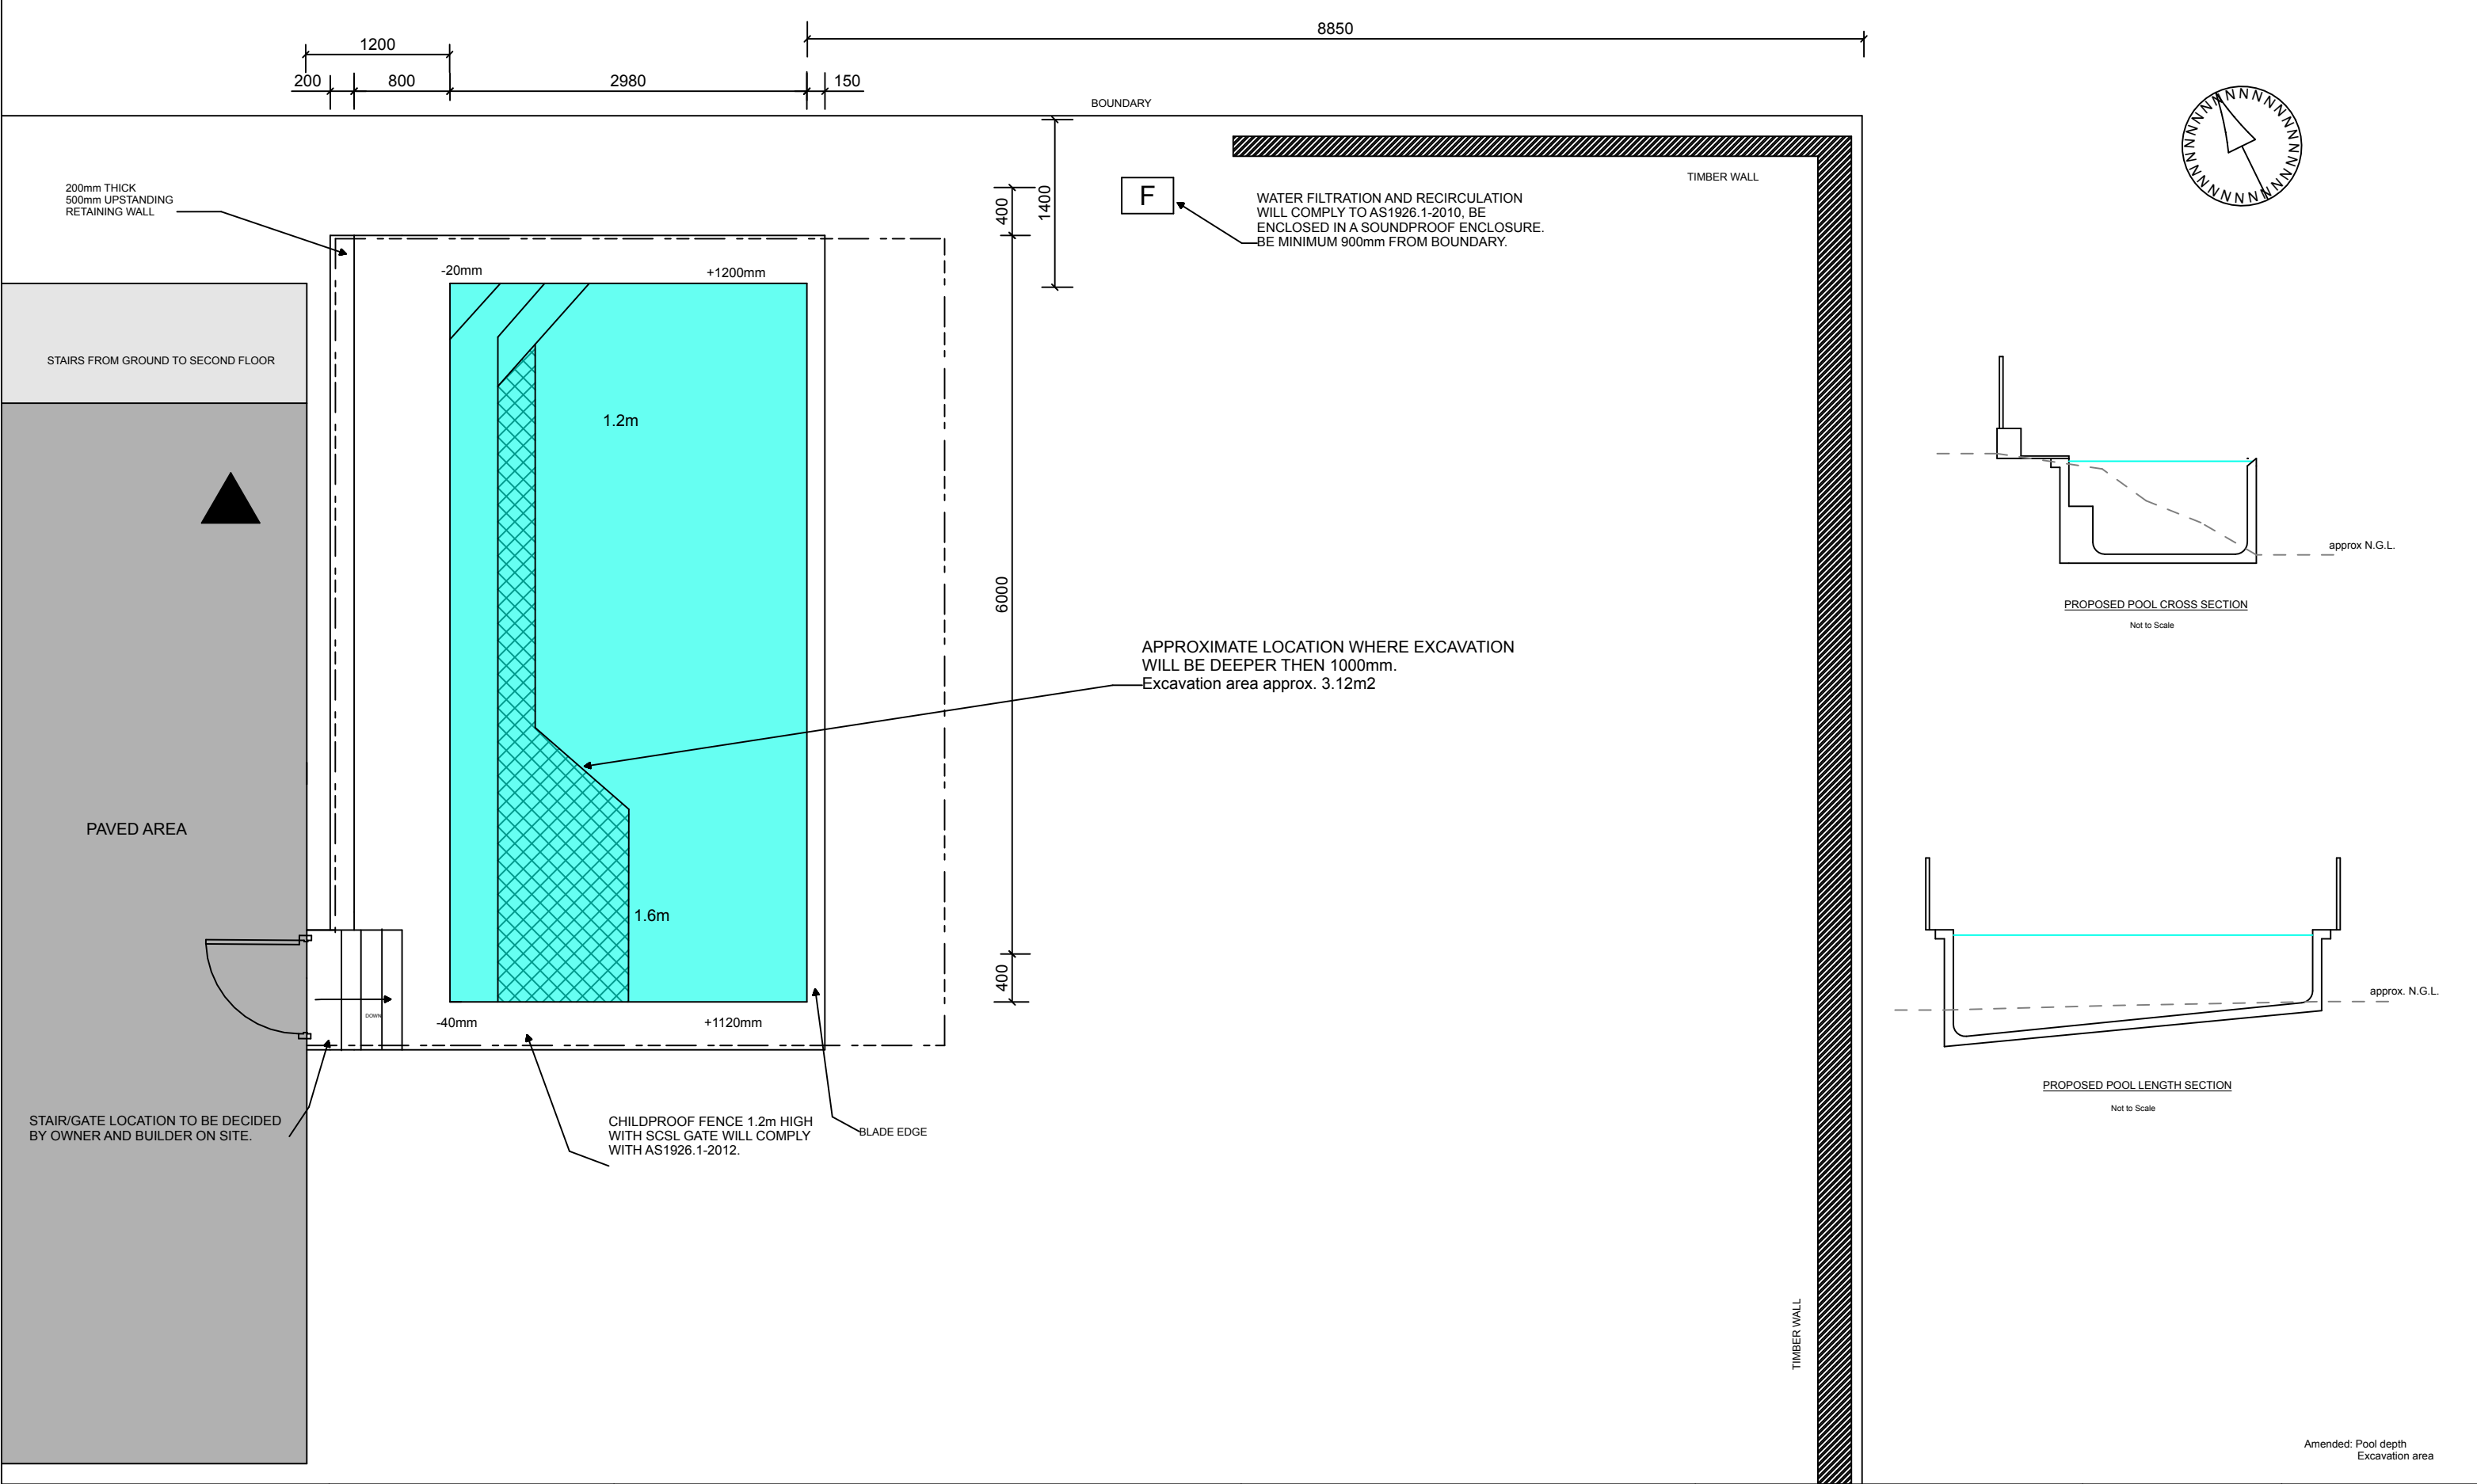 8850
1200
200
800
2980
150
BOUNDARY
200mm THICK
500mm UPSTANDING
RETAINING WALL
400
1400
F
WATER FILTRATION AND RECIRCULATION
WILL COMPLY TO AS1926.1-2010, BE
ENCLOSED IN A SOUNDPROOF ENCLOSURE.
BE MINIMUM 900mm FROM BOUNDARY.
TIMBER WALL
N N N N N N N N N N N N N N N N N N N N N N N N N N N N N N N N N N N N
-20mm
+1200mm
STAIRS FROM GROUND TO SECOND FLOOR
1.2m
approx N.G.L.
PROPOSED POOL CROSS SECTION
Not to Scale
6000
APPROXIMATE LOCATION WHERE EXCAVATION
WILL BE DEEPER THEN 1000mm.
Excavation area approx. 3.12m2
PAVED AREA
1.6m
400
approx. N.G.L.
DOWN
-40mm
+1120mm
PROPOSED POOL LENGTH SECTION
Not to Scale
STAIR/GATE LOCATION TO BE DECIDED
BY OWNER AND BUILDER ON SITE.
CHILDPROOF FENCE 1.2m HIGH
WITH SCSL GATE WILL COMPLY
WITH AS1926.1-2012.
BLADE EDGE
TIMBER WALL
Amended: Pool depth
Excavation area